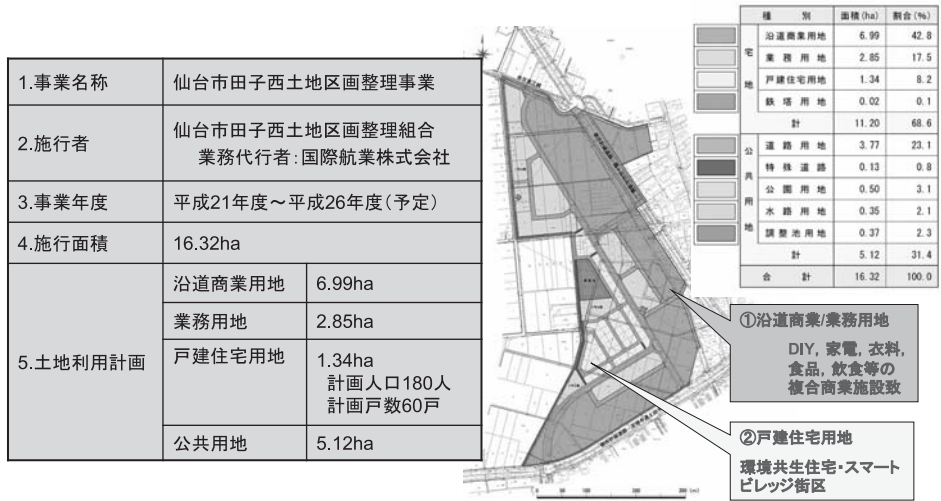 1.事業名称 仙台市田子西土地区画整理事業
2.施行者 仙台市田子西土地区画整理組合
業務代行者:国際航業株式会社
3.事業年度 平成21年度～平成26年度(予定)
4.施行面積 16.32ha
5.土地利用計画
沿道商業用地 6.99ha
業務用地 2.85ha
戸建住宅用地 1.34ha
計画人口180人
計画戸数60戸
公共用地 5.12ha
種 別 面積(ha) 割合(%)
宅地
沿道商業用地 6.99 42.8
業務用地 2.85 17.5
戸建住宅用地 1.34 8.2
鉄塔用地 0.02 0.1
計 11.20 68.6
公共用地
道路用地 3.77 23.1
特殊道路 0.13 0.8
公園用地 0.50 3.1
水路用地 0.35 2.1
調整池用地 0.37 2.3
計 5.12 31.4
合 計 16.32 100.0
①沿道商業/業務用地
DIY，家電，衣料，
食品，飲食等の
複合商業施設数
②戸建住宅用地
環境共生住宅・スマート
ビレッジ街区